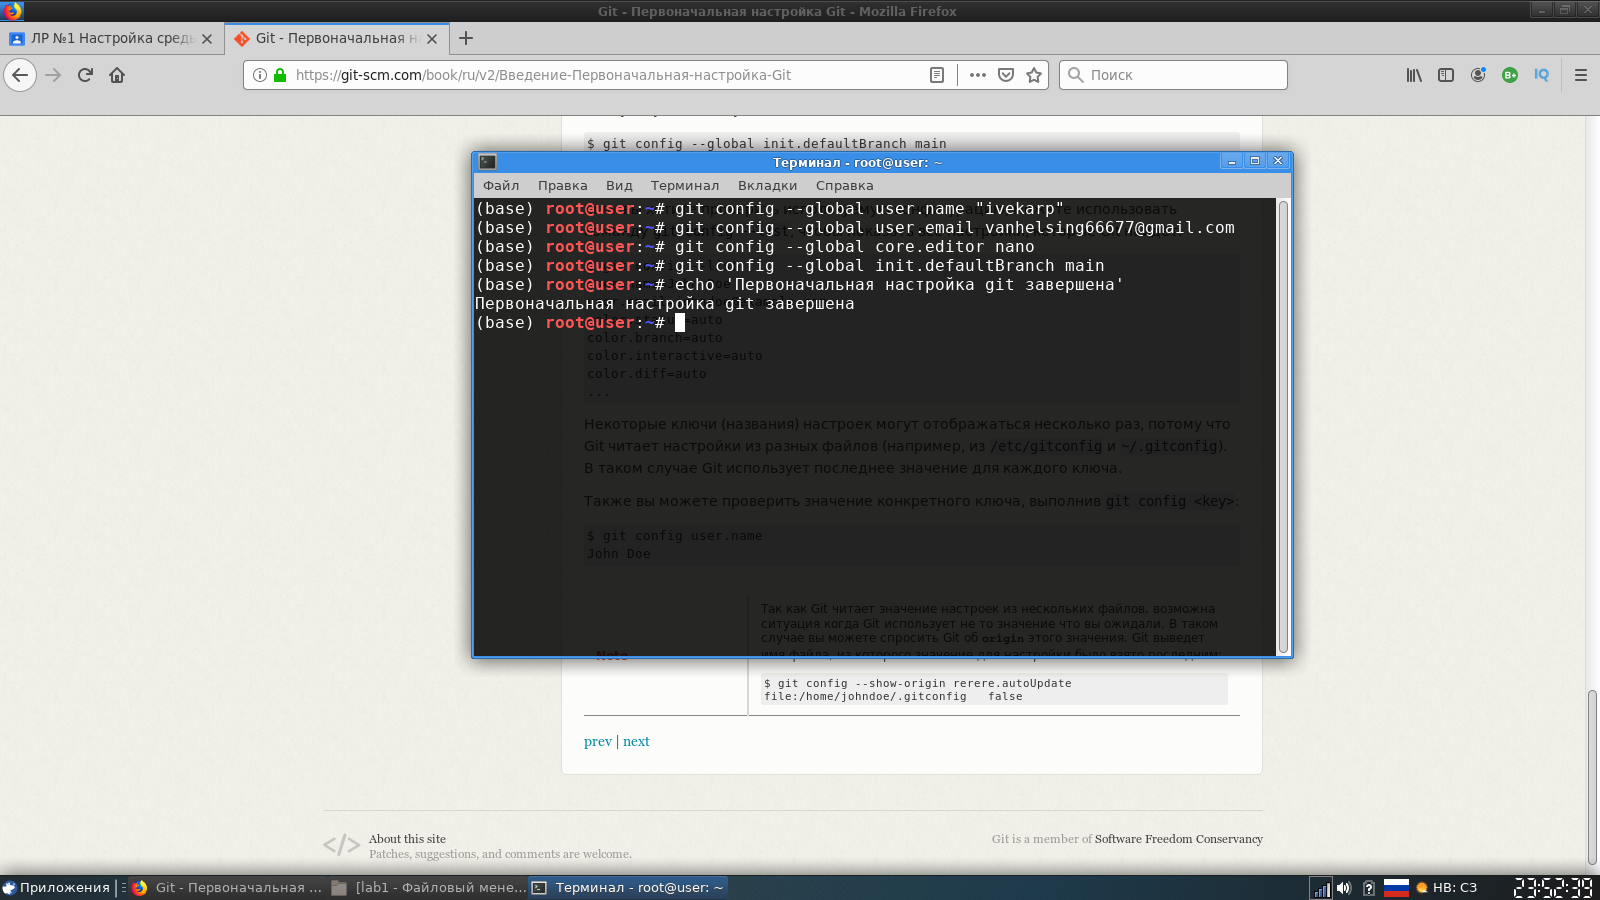 Git - Первоначальная настройка Git - Mozilla Firefox
ЛР №1 Настройка сред
Git - Первоначальная н
https://git-scm.com/book/ru/v2/Введение-Первоначальная-настройка-Git
Поиск
$ git config --global init.defaultBranch main
Терминал - root@user: ~
Файл Правка Вид Терминал Вкладки Справка
(base) root@user:~# git config --global user.name "ivekarp"
(base) root@user:~# git config --global user.email vanhelsing66677@gmail.com
(base) root@user:~# git config --global core.editor nano
(base) root@user:~# git config --global init.defaultBranch main
(base) root@user:~# echo 'Первоначальная настройка git завершена'
Первоначальная настройка git завершена
(base) root@user:~#
color.branch=auto
color.interactive=auto
color.diff=auto
...
Некоторые ключи (названия) настроек могут отображаться несколько раз, потому что
Git читает настройки из разных файлов (например, из /etc/gitconfig и ~/.gitconfig).
В таком случае Git использует последнее значение для каждого ключа.
Также вы можете проверить значение конкретного ключа, выполнив git config <key>:
$ git config user.name
John Doe
Так как Git читает значение настроек из нескольких файлов, возможна
ситуация когда Git использует не то значение что вы ожидали. В таком
случае вы можете спросить Git об origin этого значения. Git выведет
имя файла, из которого значение для настройки было взято последним:
Note
$ git config --show-origin rerere.autoUpdate
file:/home/johndoe/.gitconfig false
prev | next
</> About this site
Patches, suggestions, and comments are welcome.
Git is a member of Software Freedom Conservancy
Приложения
Git - Первоначальная ...
[lab1 - Файловый мене...
Терминал - root@user: ~
НВ: СЗ
23:52:39